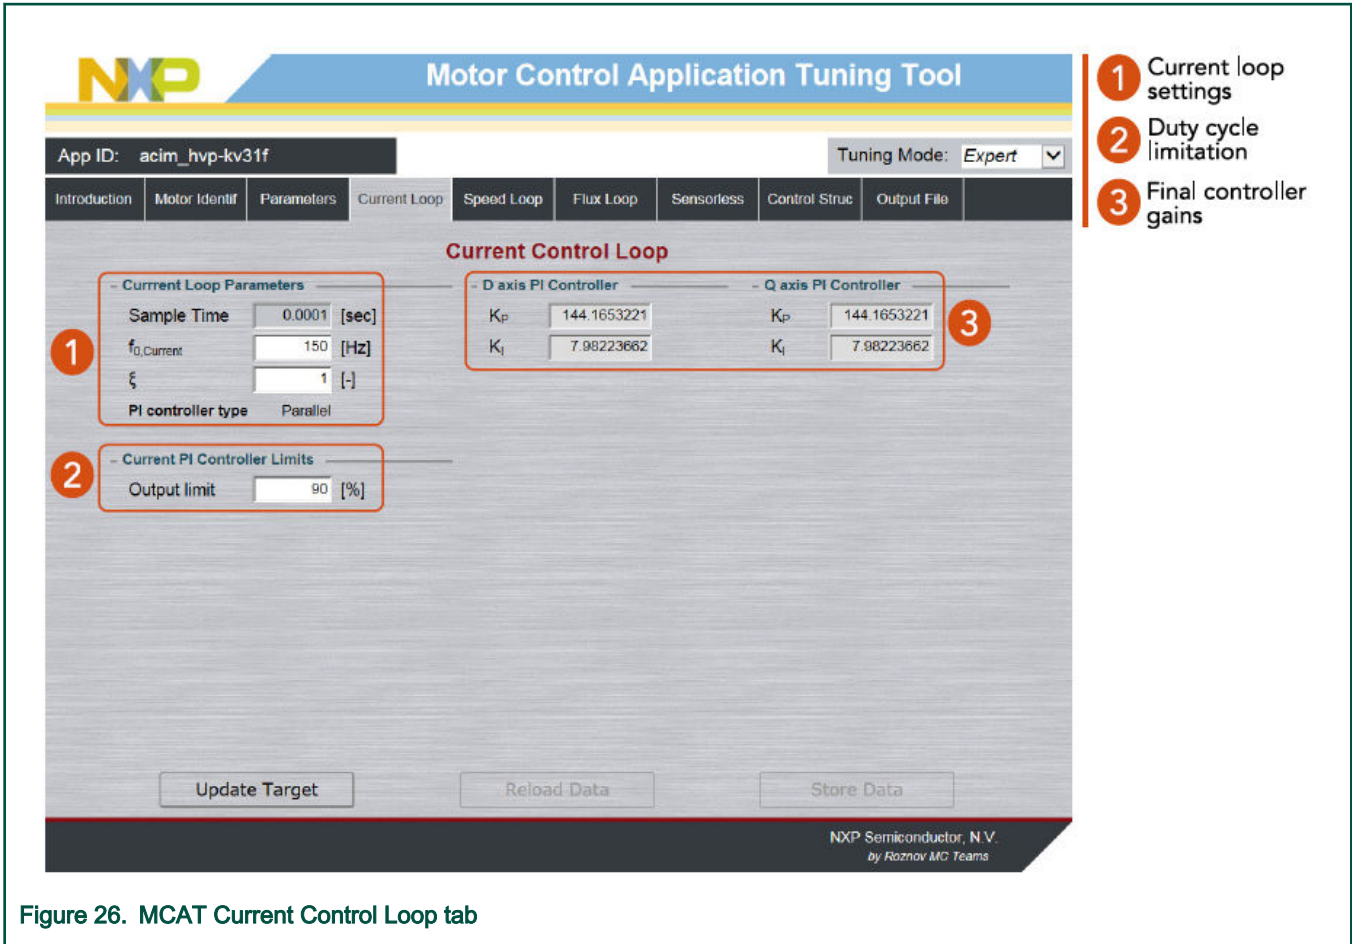 NXP
Motor Control Application Tuning Tool
App ID: acim_hvp-kv31f
Tuning Mode: Expert
Introduction Motor Identif Parameters Current Loop Speed Loop Flux Loop Sensorless Control Struc Output File
Current Control Loop
Currrent Loop Parameters
Sample Time 0.0001 [sec]
f0,Current 150 [Hz]
ξ 1 [-]
PI controller type Parallel
1
D axis PI Controller
KP 144.1653221
KI 7.98223662
Q axis PI Controller
KP 144.1653221
KI 7.98223662
3
Current PI Controller Limits
Output limit 90 [%]
2
Update Target Reload Data Store Data
NXP Semiconductor, N.V.
by Roznov MC Teams
1 Current loop
settings
2 Duty cycle
limitation
3 Final controller
gains
Figure 26. MCAT Current Control Loop tab